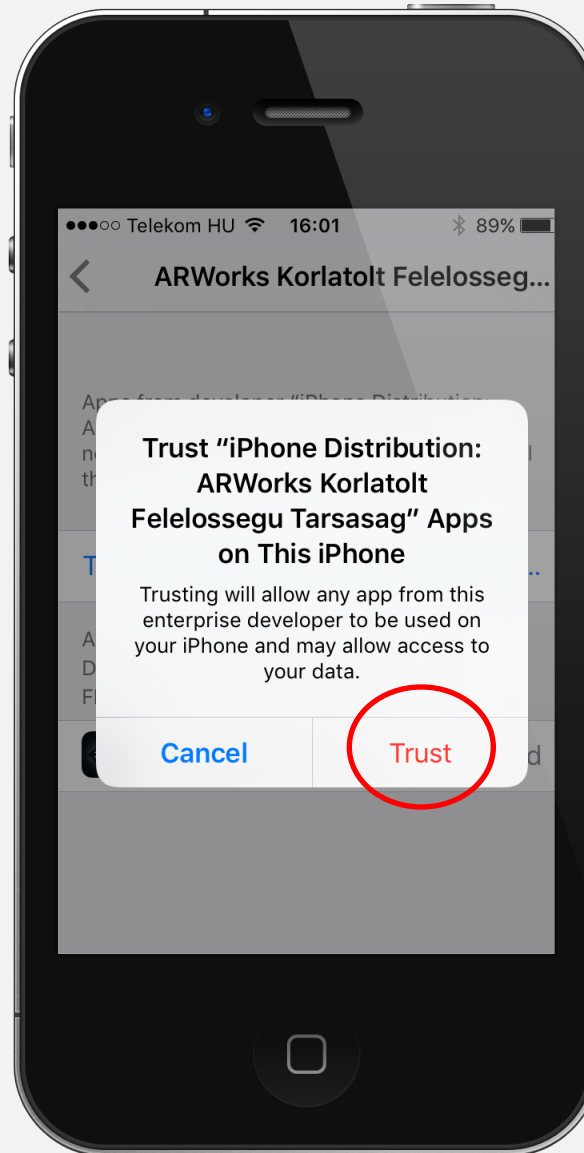 ●●●○○ Telekom HU 16:01 89%
ARWorks Korlatolt Felelosseg...
Trust “iPhone Distribution:
ARWorks Korlatolt
Felelossegu Tarsasag” Apps
on This iPhone
Trusting will allow any app from this
enterprise developer to be used on
your iPhone and may allow access to
your data.
Cancel Trust